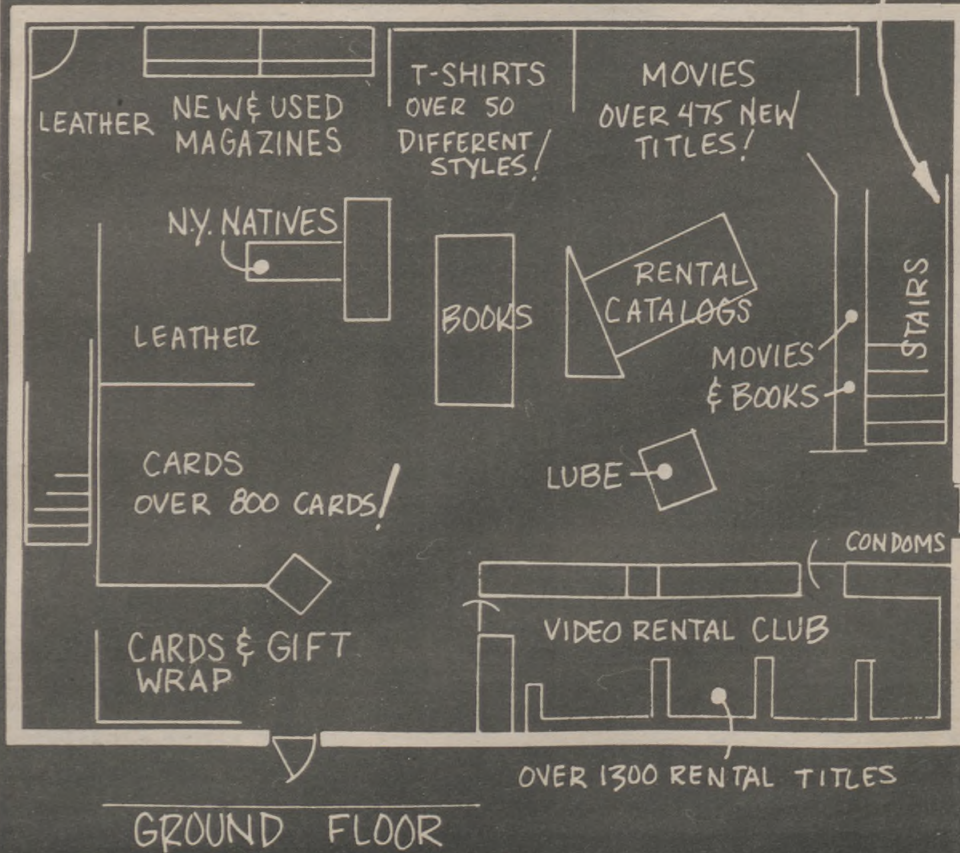 LEATHER
NEW & USED
MAGAZINES
T-SHIRTS
OVER 50
DIFFERENT
STYLES!
MOVIES
OVER 475 NEW
TITLES!
N.Y. NATIVES
LEATHER
BOOKS
RENTAL
CATALOGS
MOVIES
& BOOKS
STAIRS
CARDS
OVER 800 CARDS!
LUBE
CONDOMS
VIDEO RENTAL CLUB
CARDS & GIFT
WRAP
OVER 1300 RENTAL TITLES
GROUND FLOOR